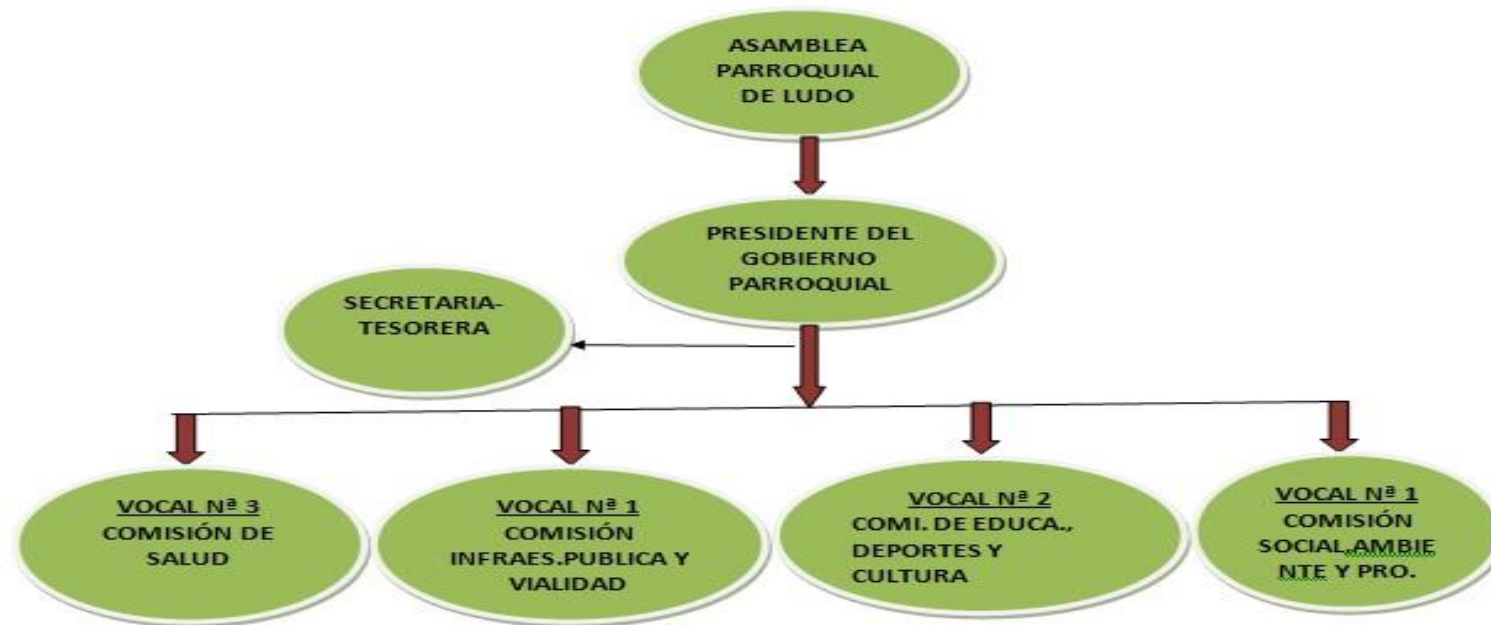 ASAMBLEA
PARROQUIAL
DE LUDO
PRESIDENTE DEL
GOBIERNO
PARROQUIAL
SECRETARIA-
TESORERA
VOCAL Nª 3
COMISIÓN DE
SALUD
VOCAL Nª 1
COMISIÓN
INFRAES.PUBLICA Y
VIALIDAD
VOCAL Nª 2
COMI. DE EDUCA.,
DEPORTES Y
CULTURA
VOCAL Nª 1
COMISIÓN
SOCIAL,AMBIE
NTE Y PRO.